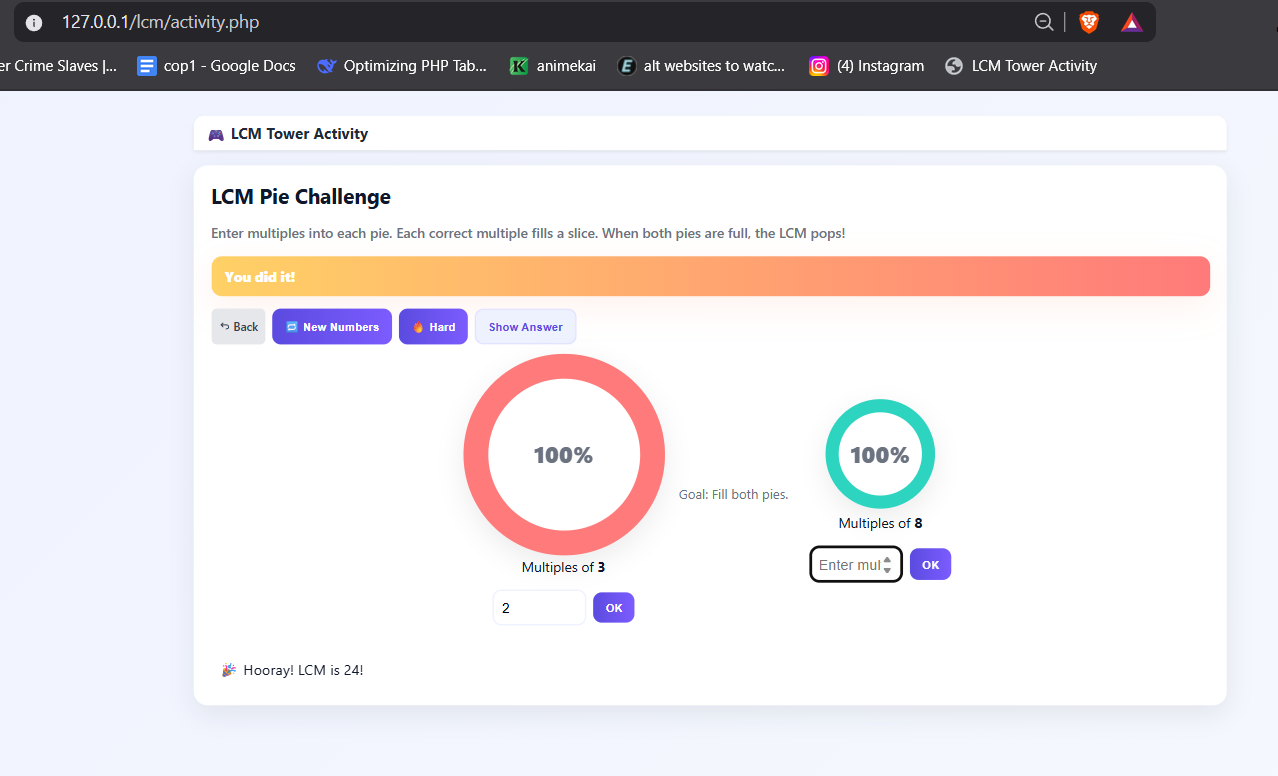 127.0.0.1/lcm/activity.php
er Crime Slaves |... cop1 - Google Docs Optimizing PHP Tab... animekai alt websites to watc... (4) Instagram LCM Tower Activity
🎮 LCM Tower Activity
LCM Pie Challenge
Enter multiples into each pie. Each correct multiple fills a slice. When both pies are full, the LCM pops!
You did it!
Back New Numbers Hard Show Answer
100% 100%
Goal: Fill both pies.
Multiples of 8
Enter mul OK
Multiples of 3
2 OK
🎉 Hooray! LCM is 24!